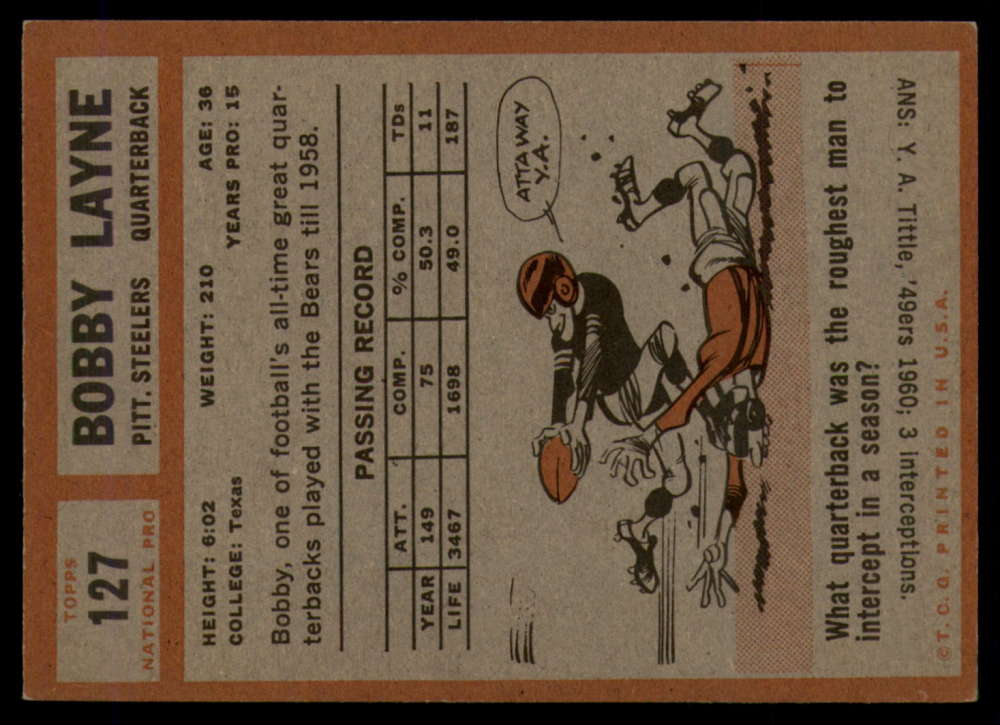 TOPPS
127
NATIONAL PRO
BOBBY LAYNE
PITT. STEELERS QUARTERBACK
HEIGHT: 6:02 WEIGHT: 210 AGE: 36
COLLEGE: Texas YEARS PRO: 15
Bobby, one of football's all-time great quar-
terbacks played with the Bears till 1958.
PASSING RECORD
ATT. COMP. % COMP. TDs
YEAR 149 75 50.3 11
LIFE 3467 1698 49.0 187
ATTAWAY
Y.A.
What quarterback was the roughest man to
intercept in a season?
ANS: Y. A. Tittle, '49ers 1960; 3 interceptions.
©T.C.G. PRINTED IN U.S.A.